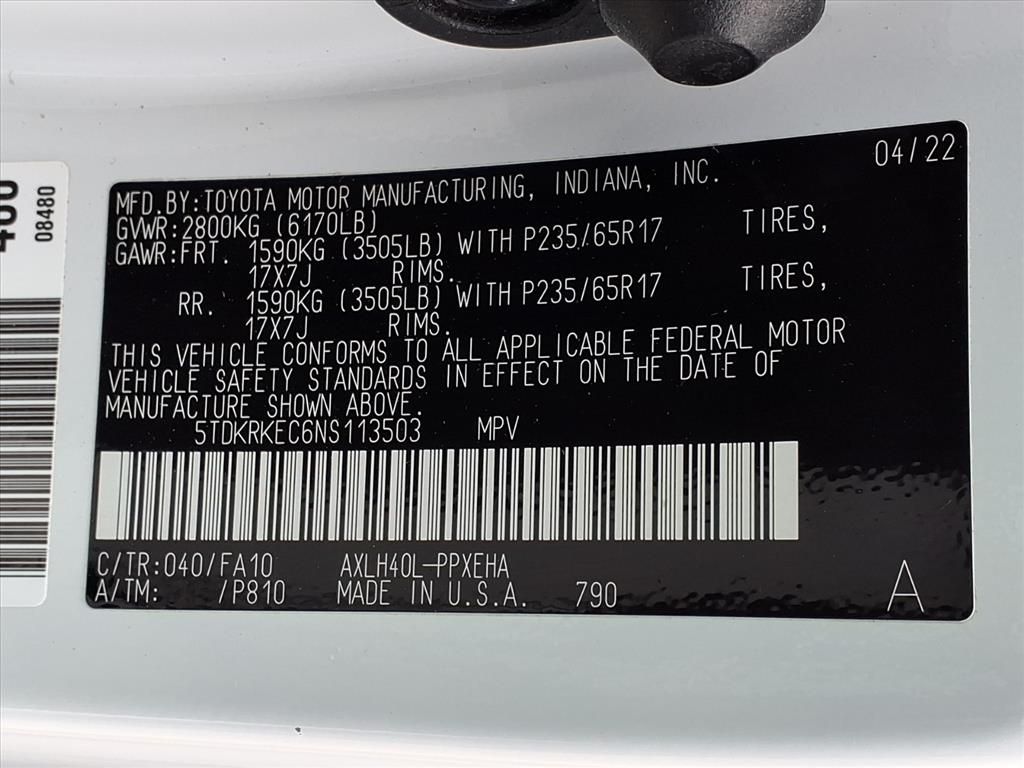 04/22
MFD.BY:TOYOTA MOTOR MANUFACTURING, INDIANA, INC.
GVWR:2800KG (6170LB)
GAWR:FRT. 1590KG (3505LB) WITH P235/65R17 TIRES,
17X7J RIMS.
RR. 1590KG (3505LB) WITH P235/65R17 TIRES,
17X7J RIMS.
THIS VEHICLE CONFORMS TO ALL APPLICABLE FEDERAL MOTOR
VEHICLE SAFETY STANDARDS IN EFFECT ON THE DATE OF
MANUFACTURE SHOWN ABOVE.
5TDKRKEC6NS113503 MPV
C/TR:040/FA10 AXLH40L-PPXEHA
A/TM: /P810 MADE IN U.S.A. 790 A
08480